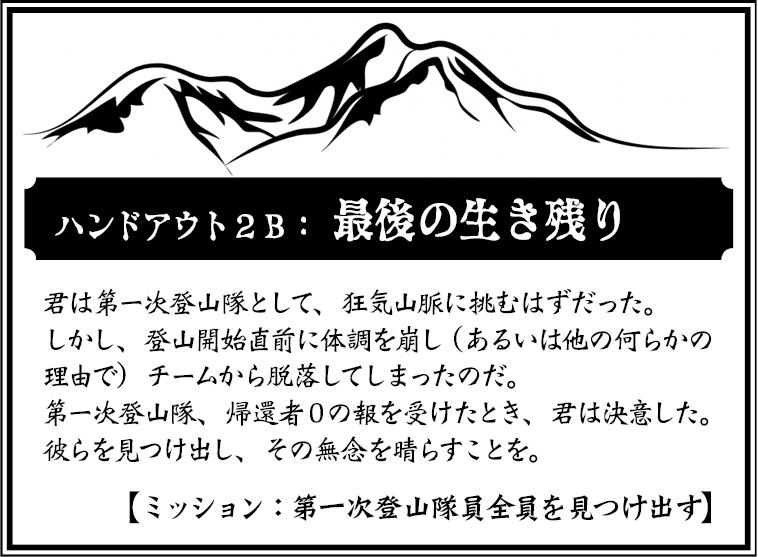 ハンドアウト２Ｂ：最後の生き残り
君は第一次登山隊として、狂気山脈に挑むはずだった。
しかし、登山開始直前に体調を崩し（あるいは他の何らかの
理由で）チームから脱落してしまったのだ。
第一次登山隊、帰還者０の報を受けたとき、君は決意した。
彼らを見つけ出し、その無念を晴らすことを。
【ミッション：第一次登山隊員全員を見つけ出す】